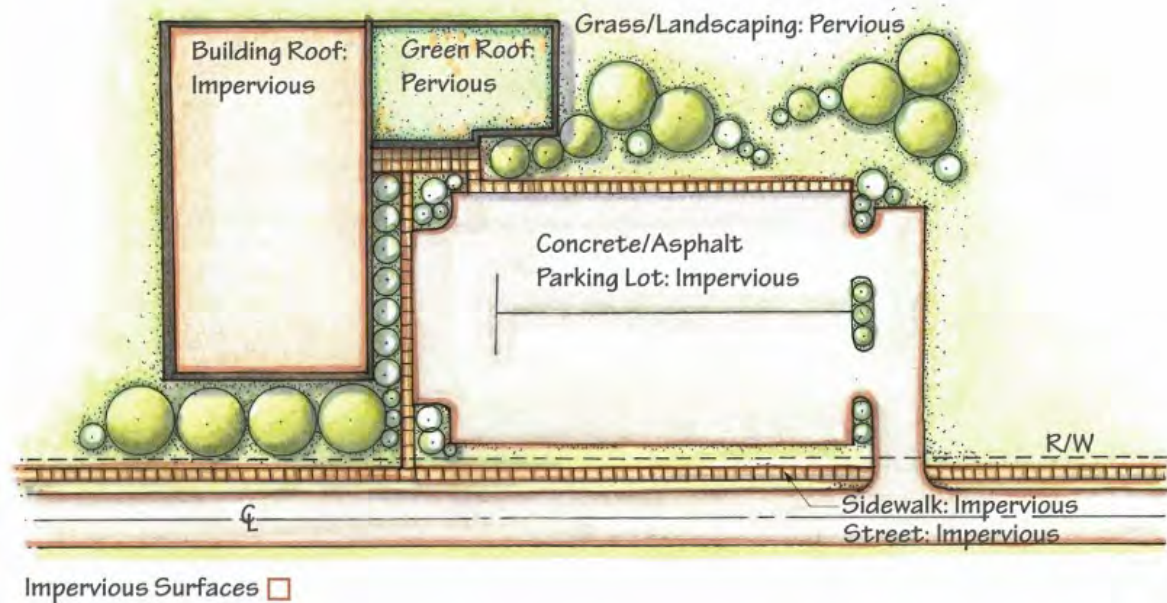 Grass/Landscaping: Pervious
Building Roof:
Impervious
Green Roof:
Pervious
Concrete/Asphalt
Parking Lot: Impervious
R/W
Sidewalk: Impervious
℄
Street: Impervious
Impervious Surfaces